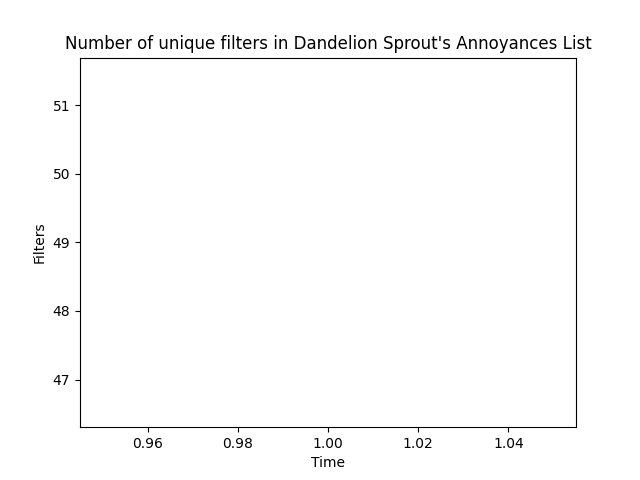 Number of unique filters in Dandelion Sprout's Annoyances List
51
50
49
48
47
Filters
0.96 0.98 1.00 1.02 1.04
Time